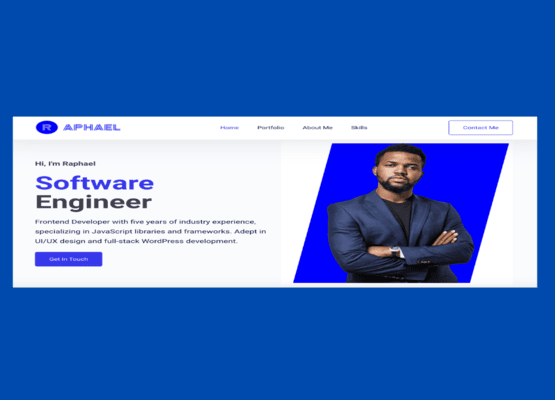 R APHAEL
Home Portfolio About Me Skills
Contact Me
Hi, I'm Raphael
Software
Engineer
Frontend Developer with five years of industry experience,
specializing in JavaScript libraries and frameworks. Adept in
UI/UX design and full-stack WordPress development.
Get In Touch